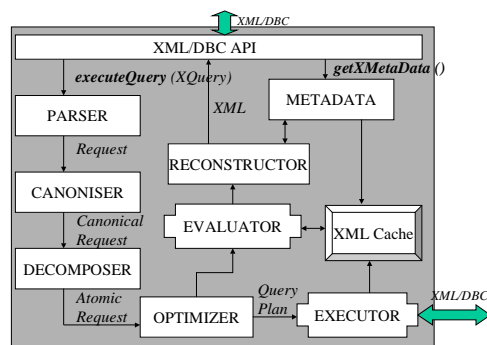 XML/DBC
XML/DBC API
executeQuery (XQuery)
getXMetaData ()
METADATA
PARSER
XML
Request
RECONSTRUCTOR
CANONISER
Canonical
Request
EVALUATOR
XML Cache
DECOMPOSER
Atomic
Request
OPTIMIZER
Query
Plan
EXECUTOR
XML/DBC